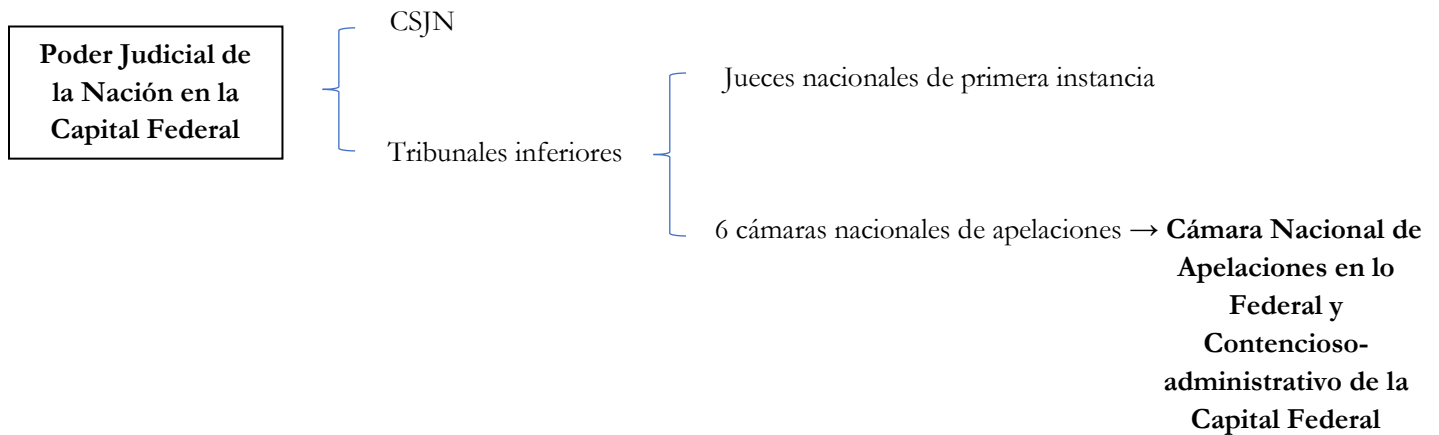 Poder Judicial de
la Nación en la
Capital Federal
CSJN
Tribunales inferiores
Jueces nacionales de primera instancia
6 cámaras nacionales de apelaciones → Cámara Nacional de
Apelaciones en lo
Federal y
Contencioso-
administrativo de la
Capital Federal